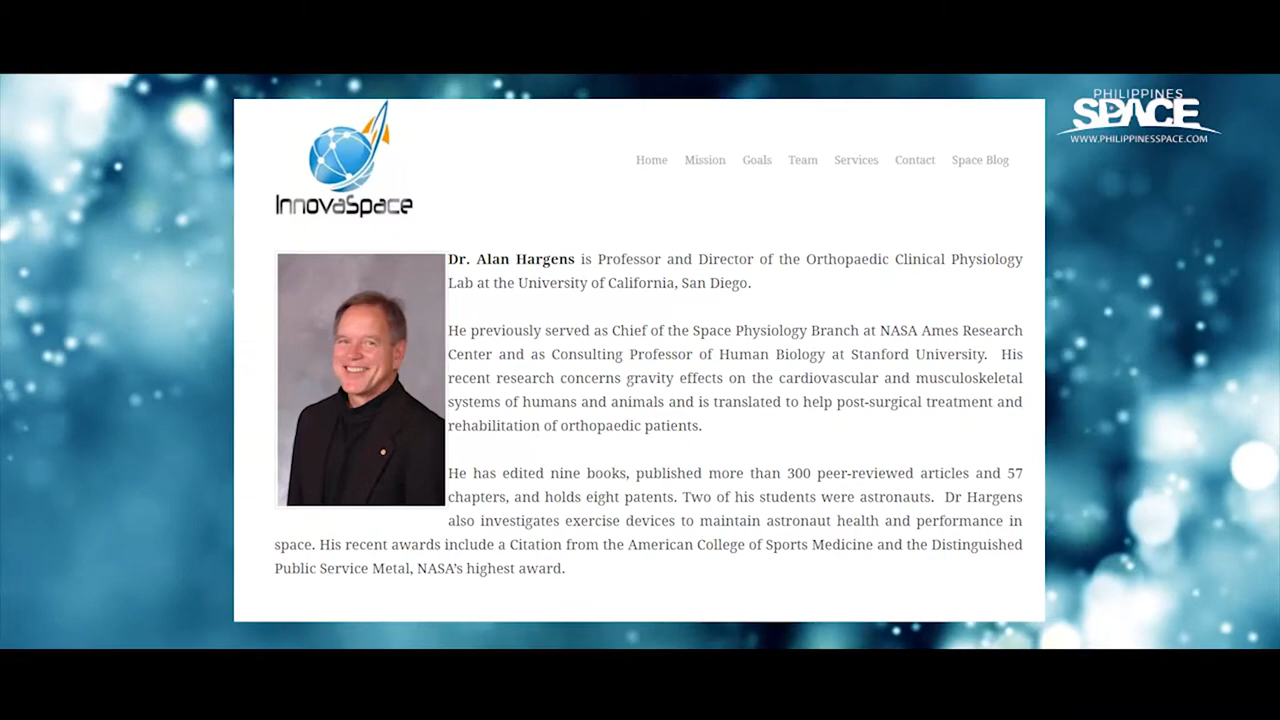 PHILIPPINES
SPACE
WWW.PHILIPPINESSPACE.COM
InnovaSpace
Home Mission Goals Team Services Contact Space Blog
Dr. Alan Hargens is Professor and Director of the Orthopaedic Clinical Physiology
Lab at the University of California, San Diego.
He previously served as Chief of the Space Physiology Branch at NASA Ames Research
Center and as Consulting Professor of Human Biology at Stanford University. His
recent research concerns gravity effects on the cardiovascular and musculoskeletal
systems of humans and animals and is translated to help post-surgical treatment and
rehabilitation of orthopaedic patients.
He has edited nine books, published more than 300 peer-reviewed articles and 57
chapters, and holds eight patents. Two of his students were astronauts. Dr Hargens
also investigates exercise devices to maintain astronaut health and performance in
space. His recent awards include a Citation from the American College of Sports Medicine and the Distinguished
Public Service Metal, NASA's highest award.